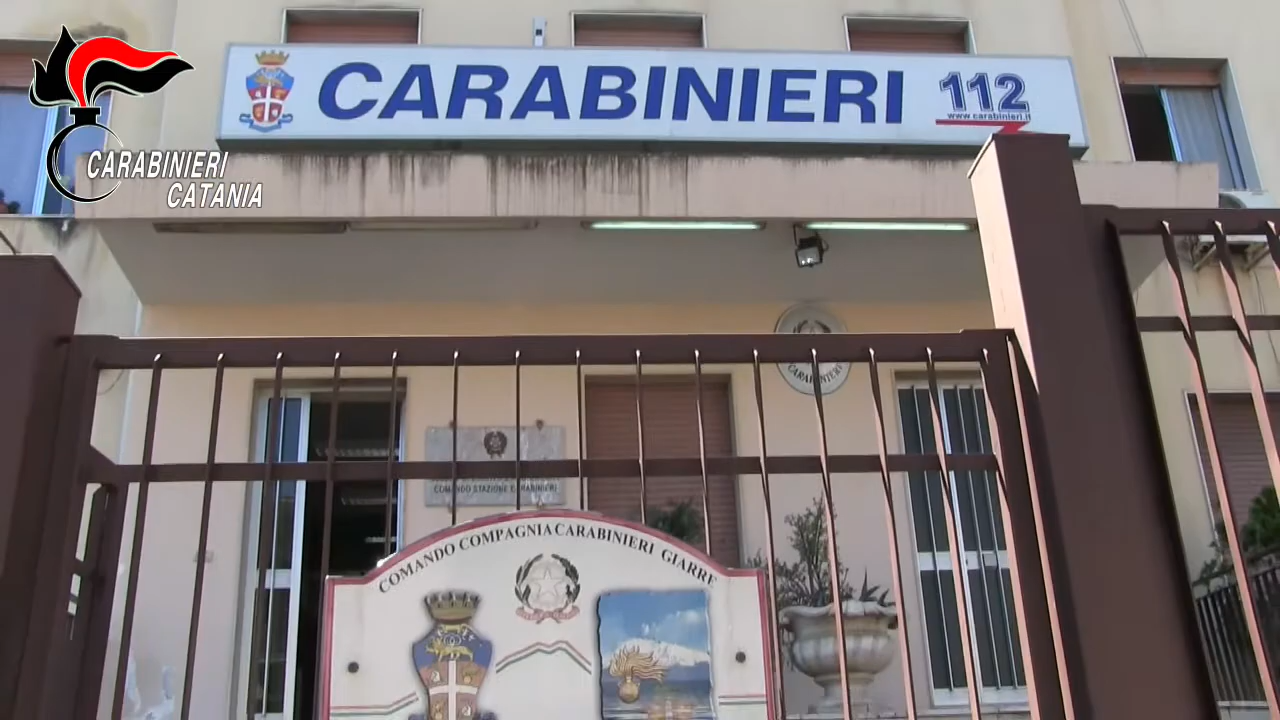 CARABINIERI 112
www.carabinieri.it
CARABINIERI
CATANIA
CARABINIERI
COMANDO STAZIONE CARABINIERI
COMANDO COMPAGNIA CARABINIERI GIARRE